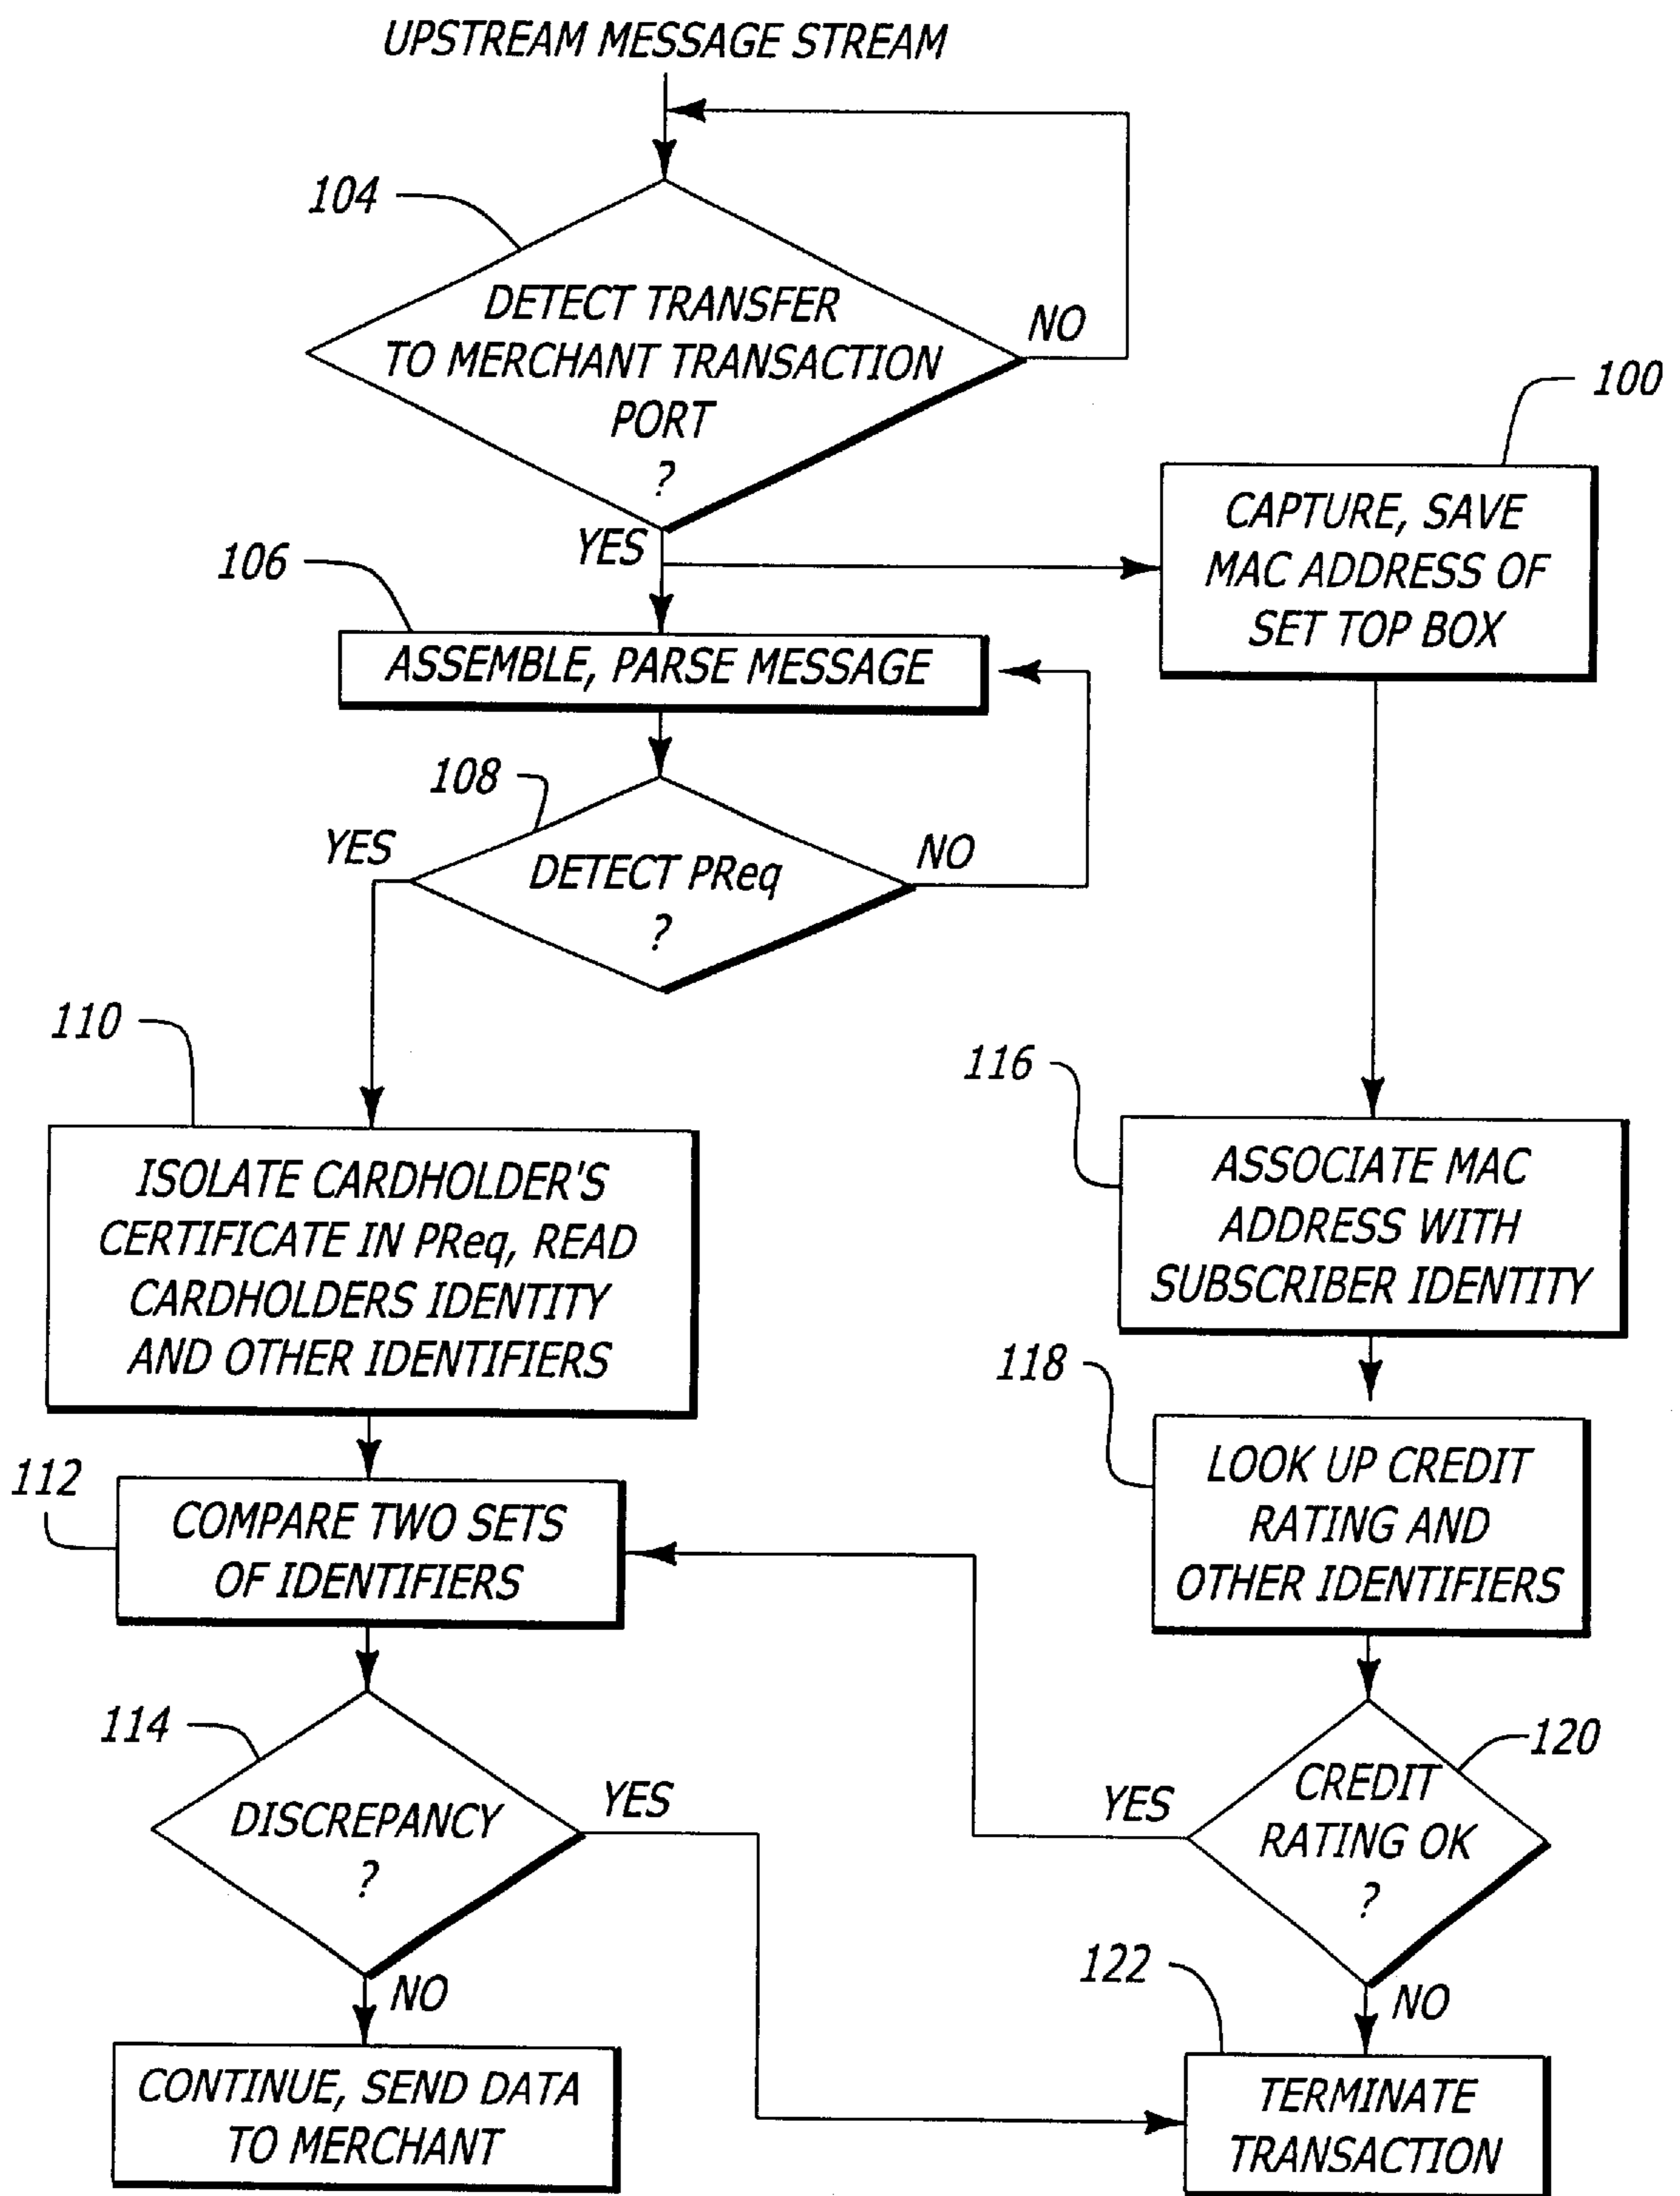 UPSTREAM MESSAGE STREAM
104
DETECT TRANSFER
TO MERCHANT TRANSACTION
PORT
?
NO
YES
100
CAPTURE, SAVE
MAC ADDRESS OF
SET TOP BOX
106
ASSEMBLE, PARSE MESSAGE
108
YES
DETECT PReq
?
NO
110
ISOLATE CARDHOLDER'S
CERTIFICATE IN PReq, READ
CARDHOLDERS IDENTITY
AND OTHER IDENTIFIERS
116
ASSOCIATE MAC
ADDRESS WITH
SUBSCRIBER IDENTITY
118
LOOK UP CREDIT
RATING AND
OTHER IDENTIFIERS
112
COMPARE TWO SETS
OF IDENTIFIERS
114
DISCREPANCY
?
YES
NO
120
YES
CREDIT
RATING OK
?
NO
CONTINUE, SEND DATA
TO MERCHANT
122
TERMINATE
TRANSACTION